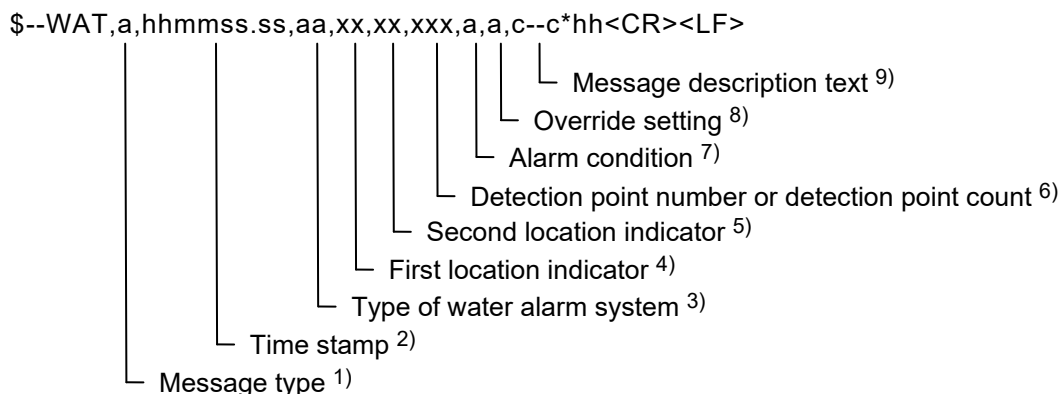 $--WAT,a,hhmmss.ss,aa,xx,xx,xxx,a,a,c--c*hh<CR><LF>
Message description text 9)
Override setting 8)
Alarm condition 7)
Detection point number or detection point count 6)
Second location indicator 5)
First location indicator 4)
Type of water alarm system 3)
Time stamp 2)
Message type 1)